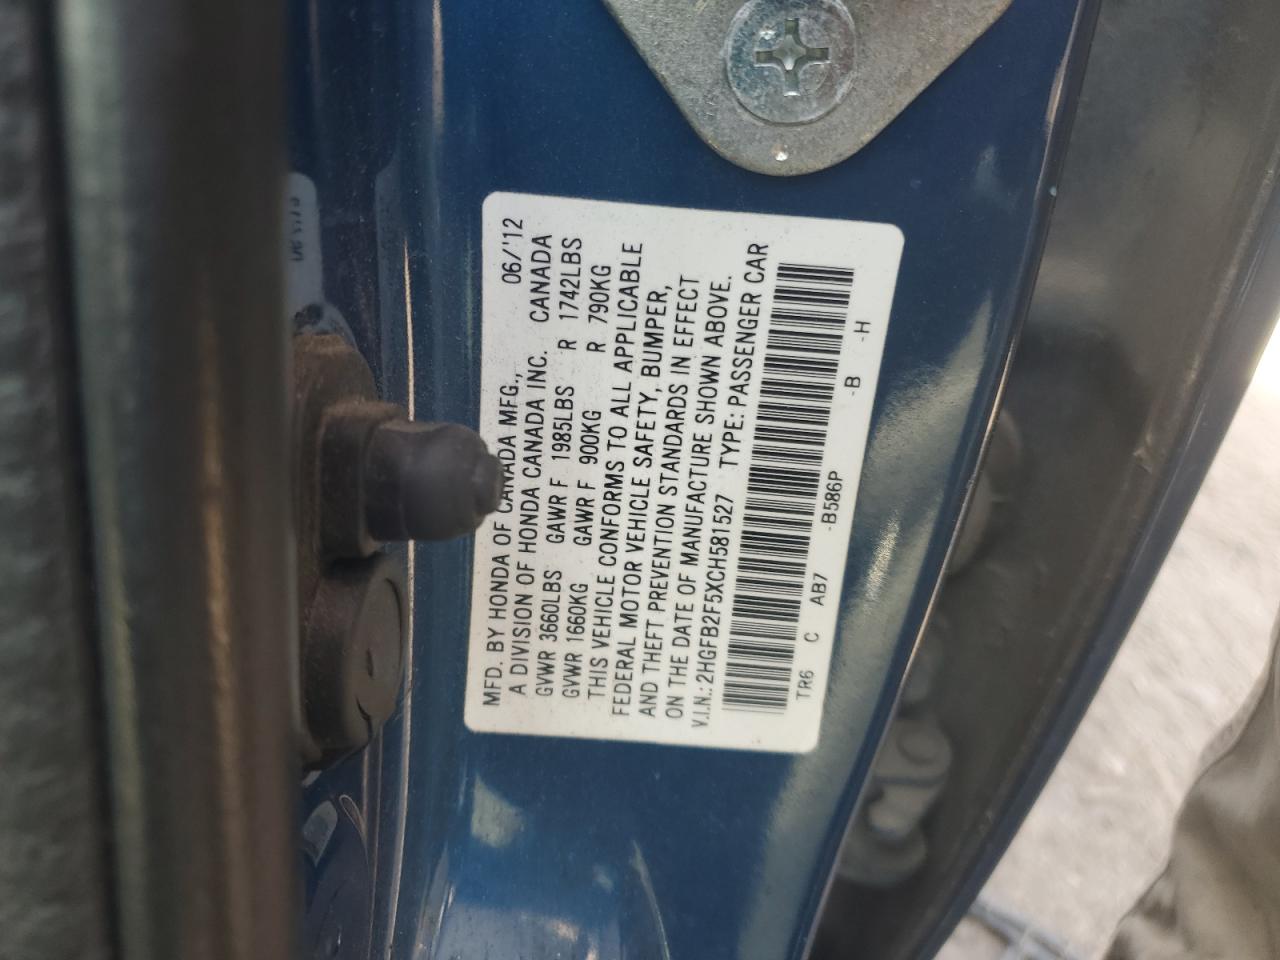 MFD. BY HONDA OF CANADA MFG., 06/'12
A DIVISION OF HONDA CANADA INC. CANADA
GVWR 3660LBS GAWR F 1985LBS R 1742LBS
GVWR 1660KG GAWR F 900KG R 790KG
THIS VEHICLE CONFORMS TO ALL APPLICABLE
FEDERAL MOTOR VEHICLE SAFETY, BUMPER,
AND THEFT PREVENTION STANDARDS IN EFFECT
ON THE DATE OF MANUFACTURE SHOWN ABOVE.
V.I.N.: 2HGFB2F5XCH581527 TYPE: PASSENGER CAR
TR6 C AB7 -B586P -B -H